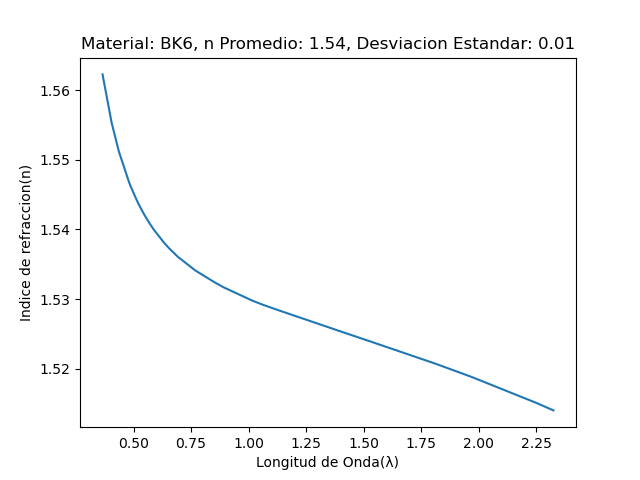 Material: BK6, n Promedio: 1.54, Desviacion Estandar: 0.01
1.56
1.55
1.54
1.53
1.52
Indice de refraccion(n)
0.50 0.75 1.00 1.25 1.50 1.75 2.00 2.25
Longitud de Onda(λ)